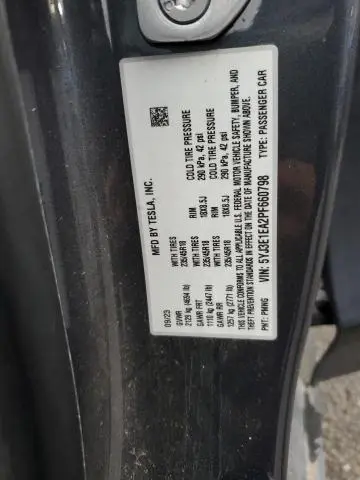 MFD BY TESLA, INC.
09/23
GVWR WITH TIRES RIM COLD TIRE PRESSURE
2129 kg (4694 lb) 235/45R18 18X8.5J 290 kPa, 42 psi
GAWR FRT WITH TIRES RIM COLD TIRE PRESSURE
1110 kg (2447 lb) 235/45R18 18X8.5J 290 kPa, 42 psi
GAWR RR
1257 kg (2771 lb)
THIS VEHICLE CONFORMS TO ALL APPLICABLE U.S. FEDERAL MOTOR VEHICLE SAFETY, BUMPER, AND
THEFT PREVENTION STANDARDS IN EFFECT ON THE DATE OF MANUFACTURE SHOWN ABOVE.
VIN: 5YJ3E1EA2PF660798 TYPE: PASSENGER CAR
PNT: PMNG